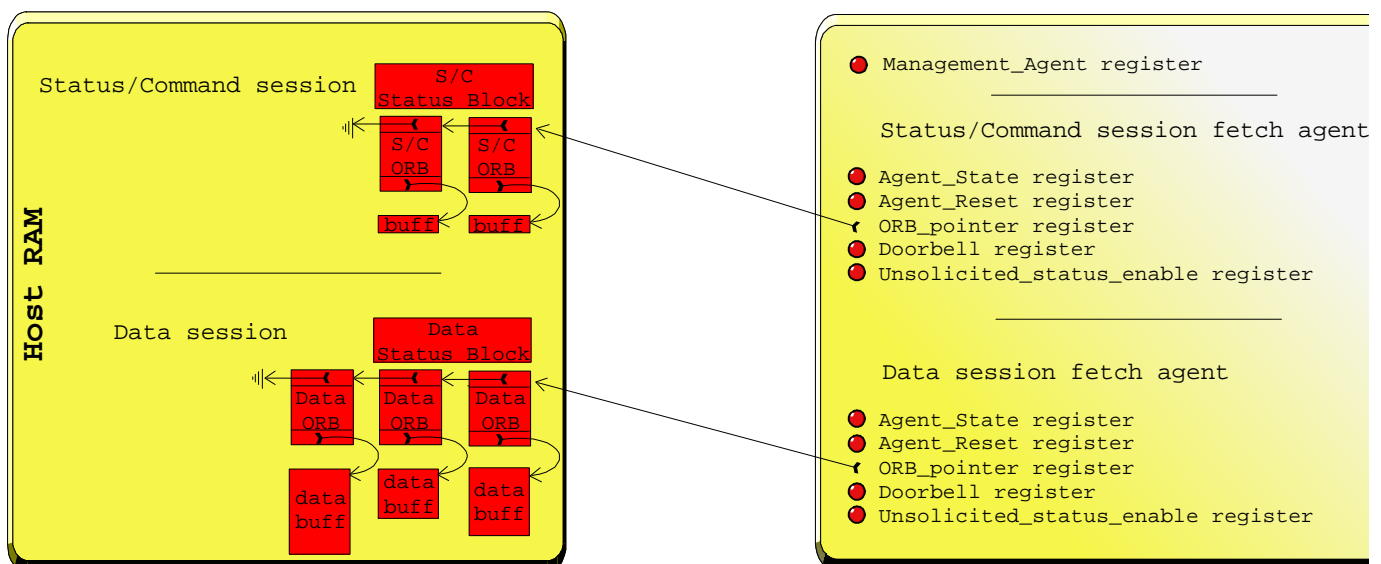 Host RAM
Status/Command session
S/C
Status Block
S/C
ORB
S/C
ORB
buff
buff
Data session
Data
Status Block
Data
ORB
Data
ORB
Data
ORB
data
buff
data
buff
data
buff
Management_Agent register
Status/Command session fetch agent
Agent_State register
Agent_Reset register
ORB_pointer register
Doorbell register
Unsolicited_status_enable register
Data session fetch agent
Agent_State register
Agent_Reset register
ORB_pointer register
Doorbell register
Unsolicited_status_enable register